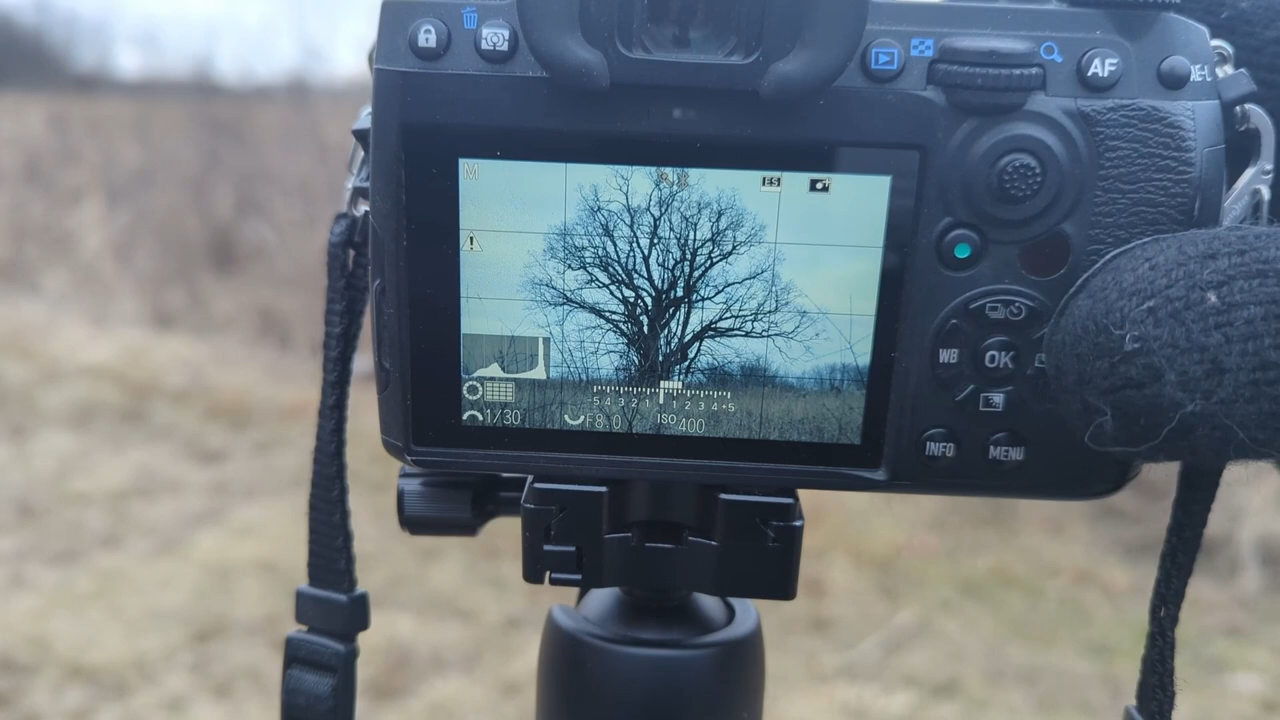 AF
AE-L
M
ES
WB
OK
-5 4 3 2 1 1 2 3 4 +5
1/30
F8.0
ISO 400
INFO
MENU